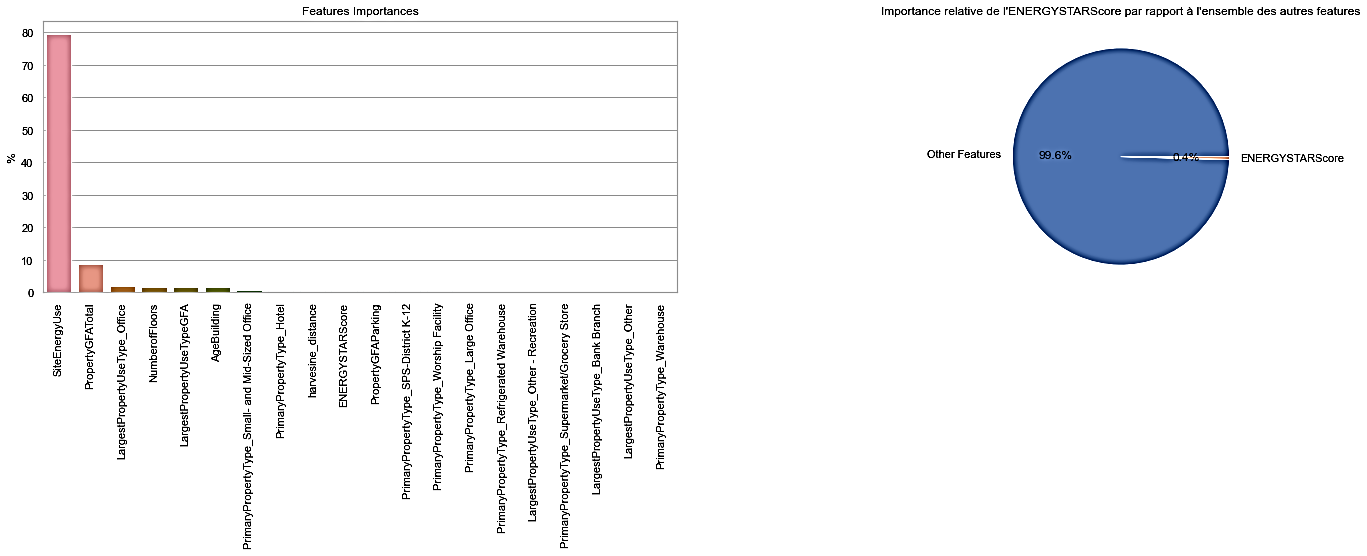 Features Importances
%
80
70
60
50
40
30
20
10
0
SiteEnergyUse
PropertyGFATotal
LargestPropertyUseType_Office
NumberofFloors
LargestPropertyUseTypeGFA
AgeBuilding
PrimaryPropertyType_Small- and Mid-Sized Office
PrimaryPropertyType_Hotel
harvesine_distance
ENERGYSTARScore
PropertyGFAParking
PrimaryPropertyType_SPS-District K-12
PrimaryPropertyType_Worship Facility
PrimaryPropertyType_Large Office
PrimaryPropertyType_Refrigerated Warehouse
LargestPropertyUseType_Other - Recreation
PrimaryPropertyType_Supermarket/Grocery Store
LargestPropertyUseType_Bank Branch
LargestPropertyUseType_Other
PrimaryPropertyType_Warehouse
Importance relative de l'ENERGYSTARScore par rapport à l'ensemble des autres features
Other Features
99.6%
0.4%
ENERGYSTARScore